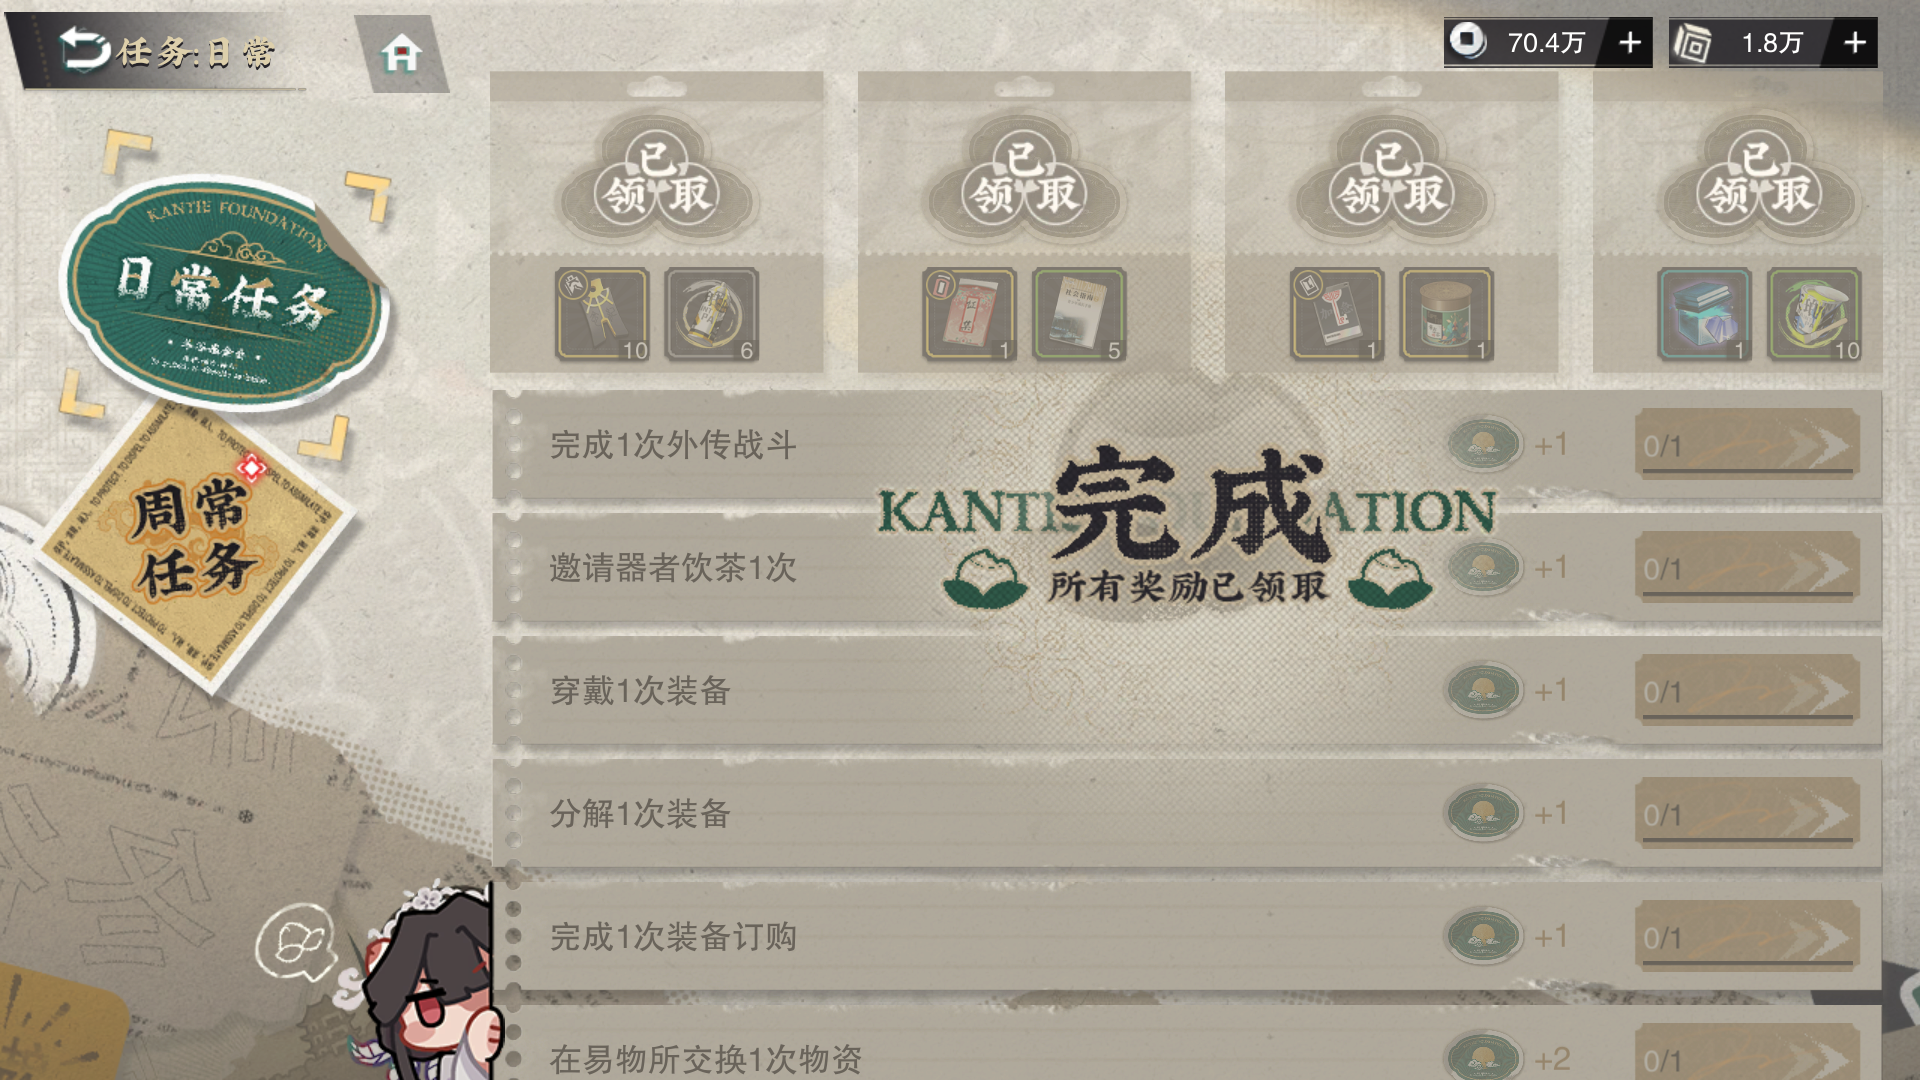 任务:日常
70.4万
1.8万
已领取
10
6
已领取
1
5
已领取
1
1
已领取
1
10
KANTIE FOUNDATION
日常任务
周常任务
完成1次外传战斗
+1
0/1
邀请器者饮茶1次
+1
0/1
完成
所有奖励已领取
穿戴1次装备
+1
0/1
分解1次装备
+1
0/1
完成1次装备订购
+1
0/1
在易物所交换1次物资
+2
0/1